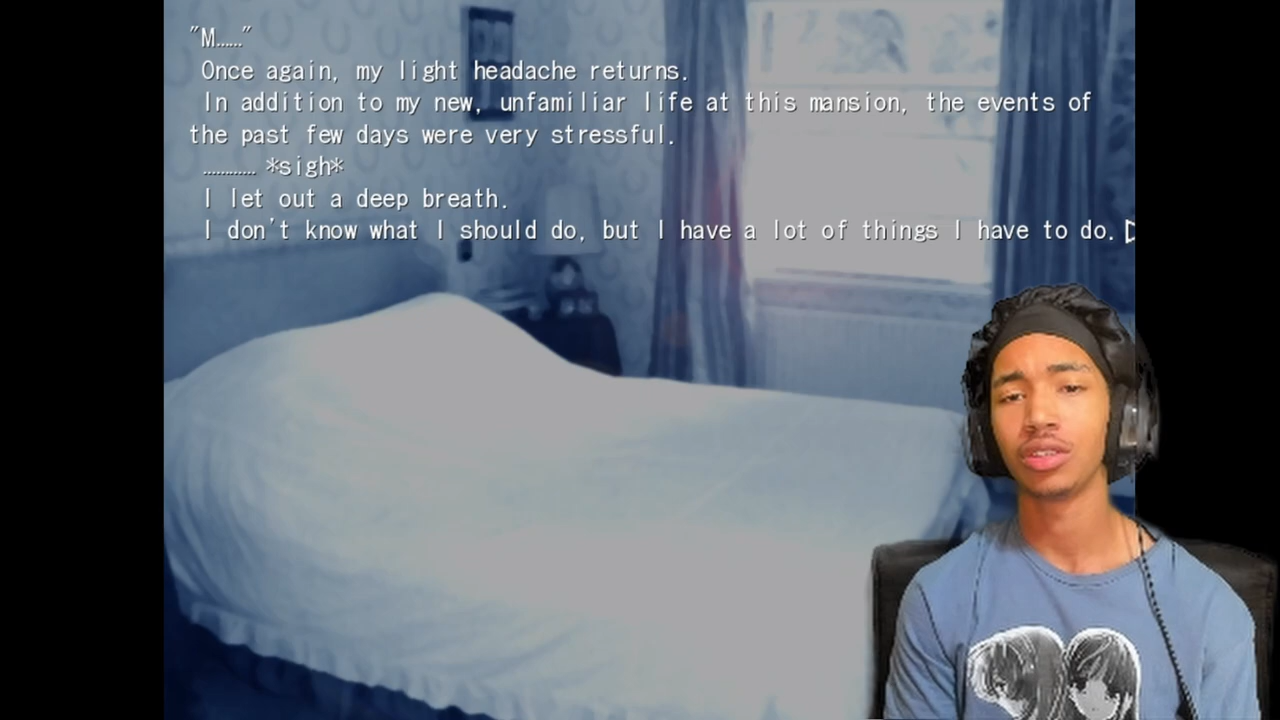 "M……"
Once again, my light headache returns.
In addition to my new, unfamiliar life at this mansion, the events of
the past few days were very stressful.
………… *sigh*
I let out a deep breath.
I don't know what I should do, but I have a lot of things I have to do.